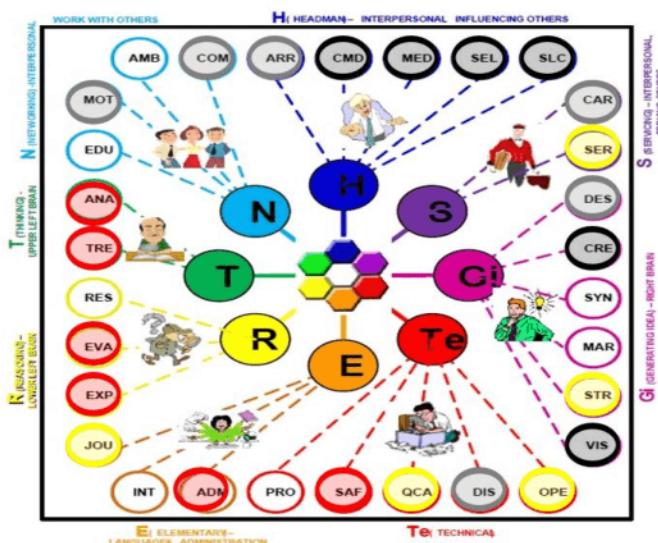 WORK WITH OTHERS
H( HEADMAN)– INTERPERSONAL INFLUENCING OTHERS
AMB
COM
ARR
CMD
MED
SEL
SLC
MOT
CAR
EDU
SER
N (NETWORKING)-INTERPERSONAL
S (SERVICING) – INTERPERSONAL,
ANA
DES
N
H
S
TRE
CRE
T (THINKING) -
UPPER LEFT BRAIN
T
Gi
RES
SYN
EVA
MAR
R
E
Te
EXP
STR
R (REASONING) –
LOWER LEFT BRAIN
Gi (GENERATING IDEA) – RIGHT BRAIN
JOU
VIS
INT
ADM
PRO
SAF
QCA
DIS
OPE
E( ELEMENTARY)–
LANGUAGES, ADMINISTRATION
Te( TECHNICAL)